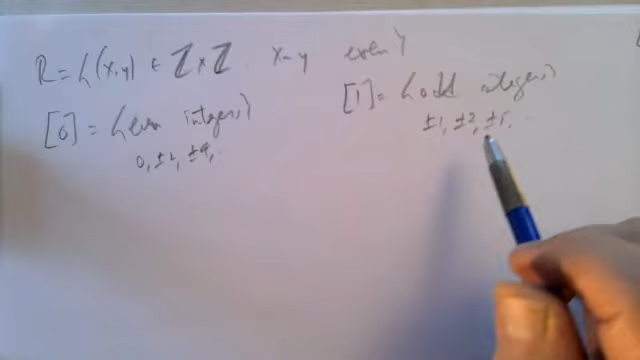 R = {(x,y) ∈ ℤ×ℤ x-y even}
[0] = {even integers}
0, ±2, ±4, ..
[1] = {odd integers}
±1, ±3, ±5, ..